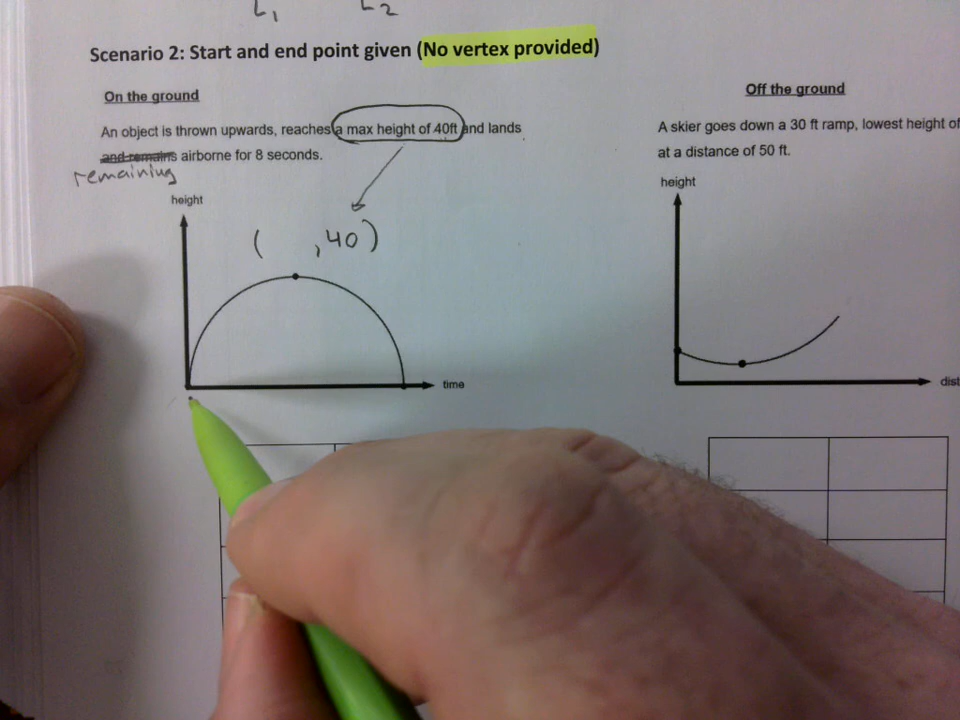 L1 L2
Scenario 2: Start and end point given (No vertex provided)
On the ground
An object is thrown upwards, reaches a max height of 40ft and lands
and remains airborne for 8 seconds.
remaining
height
( ,40)
time
Off the ground
A skier goes down a 30 ft ramp, lowest height of
at a distance of 50 ft.
height
dist